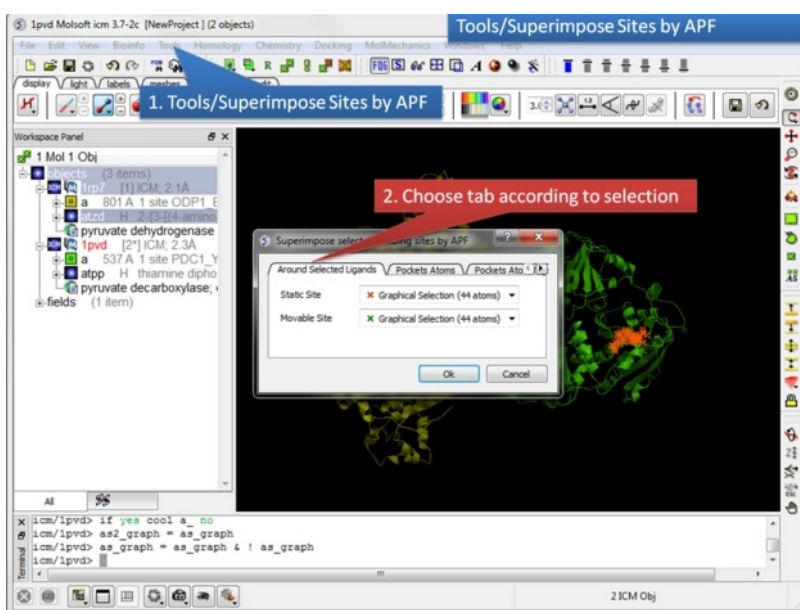 1pvd Molsoft icm 3.7-2c [NewProject ] (2 objects)
Tools/Superimpose Sites by APF
File Edit View Bioinfo Tools Homology Chemistry Docking MolMechanics Windows Help
display light labels meshes
1. Tools/Superimpose Sites by APF
Workspace Panel
1 Mol 1 Obj
objects (3 items)
1rp7 [1] ICM; 2.1Å
a 801 A 1 site ODP1_E
atzd H 2-{3-[(4-amino
pyruvate dehydrogenase
1pvd [2*] ICM; 2.3Å
a 537 A 1 site PDC1_Y
atpp H thiamine dipho
pyruvate decarboxylase;
fields (1 item)
2. Choose tab according to selection
Around Selected Ligands Pockets Atoms Pockets Ato
Static Site Graphical Selection (44 atoms)
Movable Site Graphical Selection (44 atoms)
Ok Cancel
All
Terminal
icm/1pvd> if yes cool a_ no
icm/1pvd> as2_graph = as_graph
icm/1pvd> as_graph = as_graph & ! as_graph
icm/1pvd>
2 ICM Obj